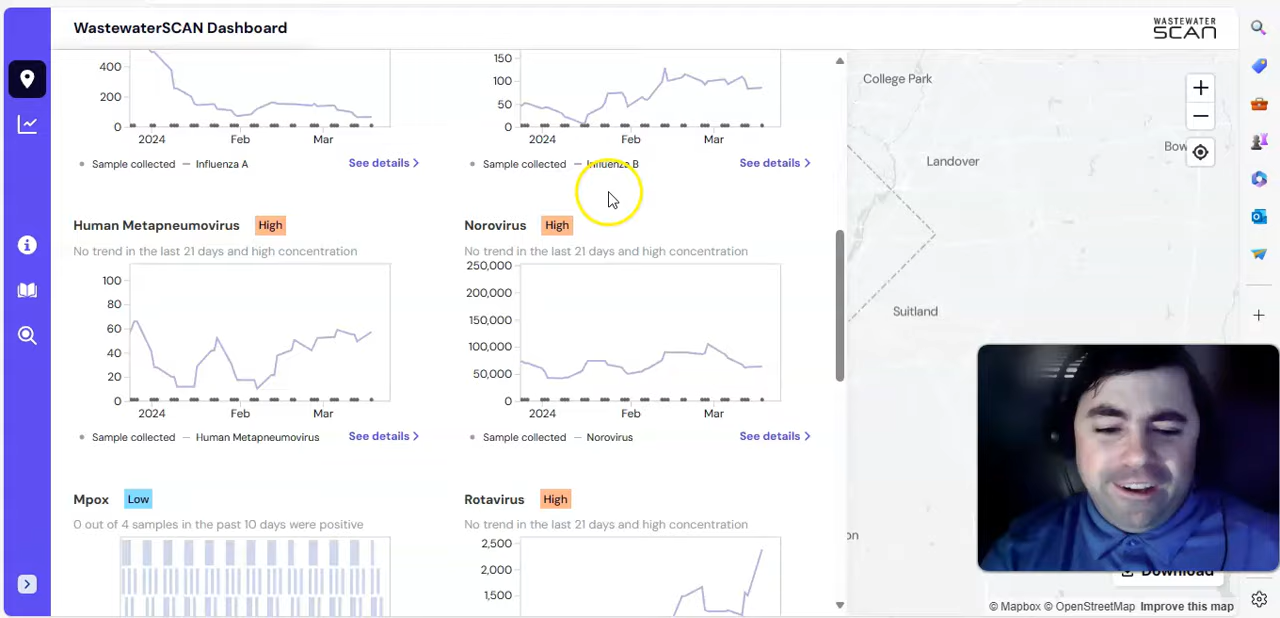 WastewaterSCAN Dashboard
WASTEWATER
SCAN
400
200
0
2024 Feb Mar
Sample collected Influenza A See details
150
100
50
0
2024 Feb Mar
Sample collected Influenza B See details
Human Metapneumovirus High
No trend in the last 21 days and high concentration
100
80
60
40
20
0
2024 Feb Mar
Sample collected Human Metapneumovirus See details
Norovirus High
No trend in the last 21 days and high concentration
250,000
200,000
150,000
100,000
50,000
0
2024 Feb Mar
Sample collected Norovirus See details
Mpox Low
0 out of 4 samples in the past 10 days were positive
Rotavirus High
No trend in the last 21 days and high concentration
2,500
2,000
1,500
College Park
Landover
Bow
Suitland
on
Download
© Mapbox © OpenStreetMap Improve this map